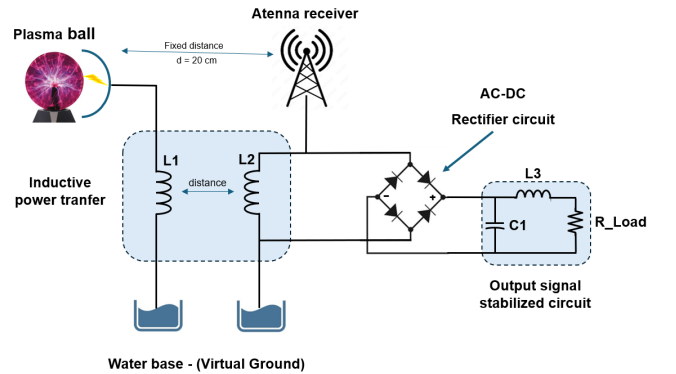 Atenna receiver
Plasma ball
Fixed distance
d = 20 cm
AC-DC
Rectifier circuit
L1
L2
distance
Inductive
power tranfer
-
+
L3
C1
R_Load
Output signal
stabilized circuit
Water base - (Virtual Ground)